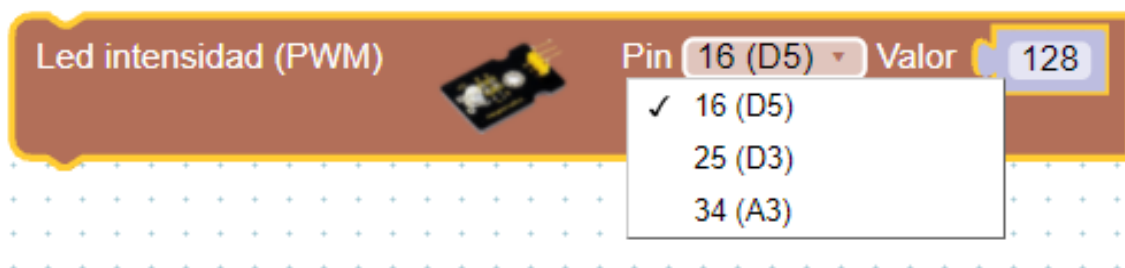 Led intensidad (PWM) Pin 16 (D5) Valor 128
✓ 16 (D5)
25 (D3)
34 (A3)